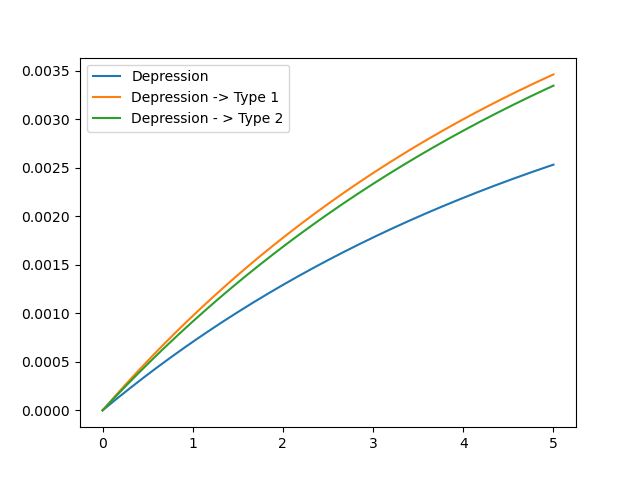 Depression
Depression -> Type 1
Depression - > Type 2
0.0035
0.0030
0.0025
0.0020
0.0015
0.0010
0.0005
0.0000
0 1 2 3 4 5